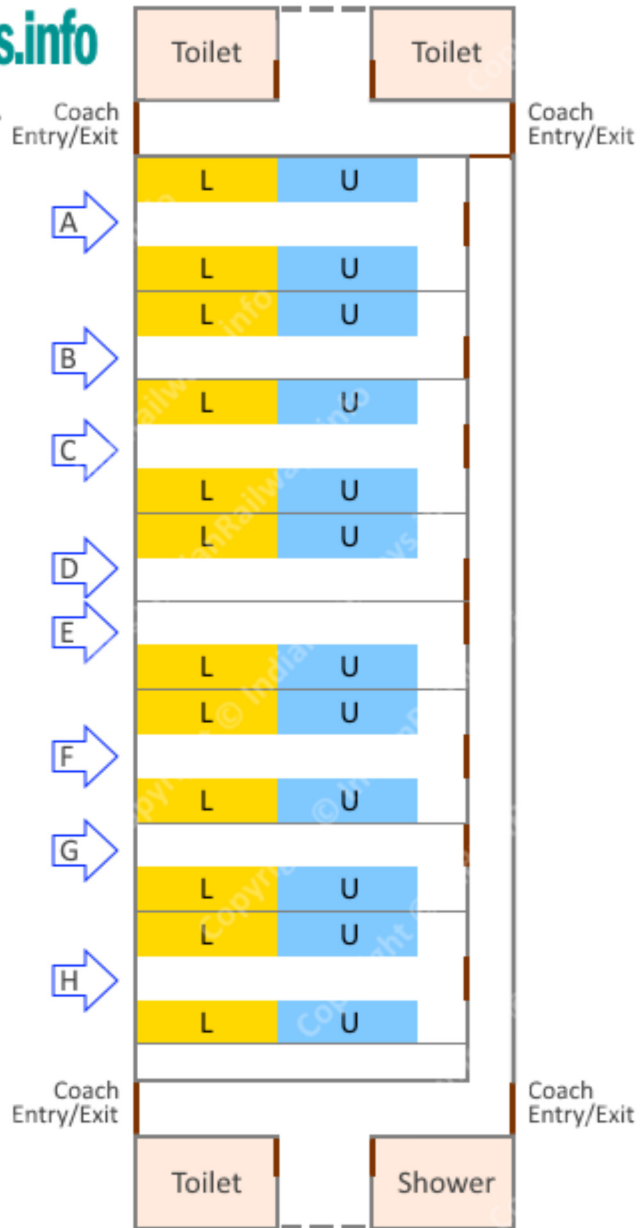 s.info
Toilet
Toilet
Coach
Entry/Exit
Coach
Entry/Exit
L U
A
L U
L U
B
L U
C
L U
L U
D
E
L U
L U
F
L U
G
L U
L U
H
L U
Coach
Entry/Exit
Coach
Entry/Exit
Toilet
Shower